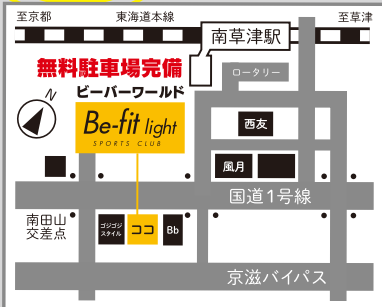 至京都
東海道本線
至草津
南草津駅
無料駐車場完備
ロータリー
ビーバーワールド
N
Be-fit light
SPORTS CLUB
西友
風月
国道1号線
南田山
交差点
ゴジゴジ
スタイル
ココ
Bb
京滋バイパス